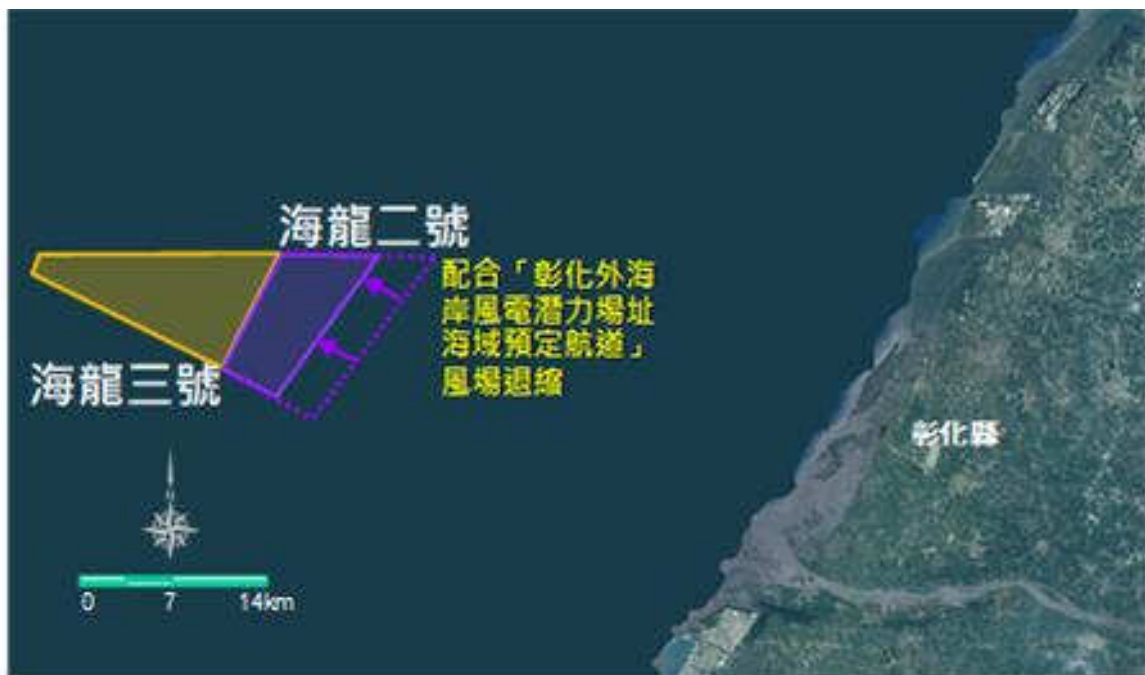 海龍二號
配合「彰化外海
岸風電潛力場址
海域預定航道」
風場退縮
海龍三號
彰化縣
0 7 14km